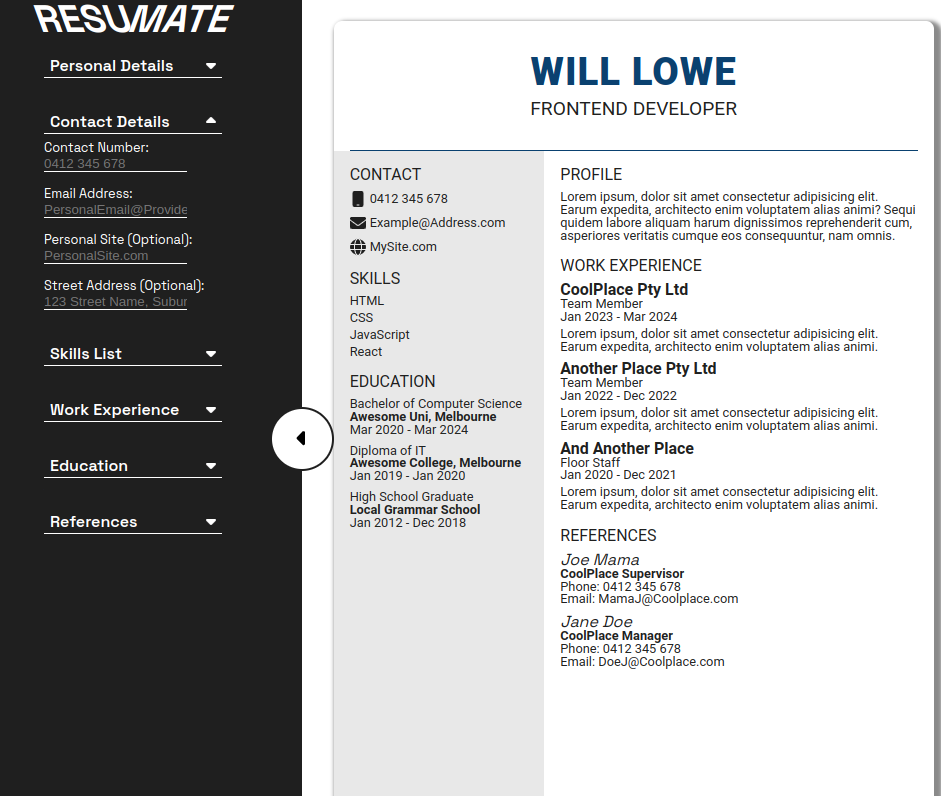 RESUMATE
Personal Details
Contact Details
Contact Number:
0412 345 678
Email Address:
PersonalEmail@Provide
Personal Site (Optional):
PersonalSite.com
Street Address (Optional):
123 Street Name, Subur
Skills List
Work Experience
Education
References
WILL LOWE
FRONTEND DEVELOPER
CONTACT
0412 345 678
Example@Address.com
MySite.com
SKILLS
HTML
CSS
JavaScript
React
EDUCATION
Bachelor of Computer Science
Awesome Uni, Melbourne
Mar 2020 - Mar 2024
Diploma of IT
Awesome College, Melbourne
Jan 2019 - Jan 2020
High School Graduate
Local Grammar School
Jan 2012 - Dec 2018
PROFILE
Lorem ipsum, dolor sit amet consectetur adipisicing elit.
Earum expedita, architecto enim voluptatem alias animi? Sequi
quidem labore aliquam harum dignissimos reprehenderit cum,
asperiores veritatis cumque eos consequuntur, nam omnis.
WORK EXPERIENCE
CoolPlace Pty Ltd
Team Member
Jan 2023 - Mar 2024
Lorem ipsum, dolor sit amet consectetur adipisicing elit.
Earum expedita, architecto enim voluptatem alias animi.
Another Place Pty Ltd
Team Member
Jan 2022 - Dec 2022
Lorem ipsum, dolor sit amet consectetur adipisicing elit.
Earum expedita, architecto enim voluptatem alias animi.
And Another Place
Floor Staff
Jan 2020 - Dec 2021
Lorem ipsum, dolor sit amet consectetur adipisicing elit.
Earum expedita, architecto enim voluptatem alias animi.
REFERENCES
Joe Mama
CoolPlace Supervisor
Phone: 0412 345 678
Email: MamaJ@Coolplace.com
Jane Doe
CoolPlace Manager
Phone: 0412 345 678
Email: DoeJ@Coolplace.com